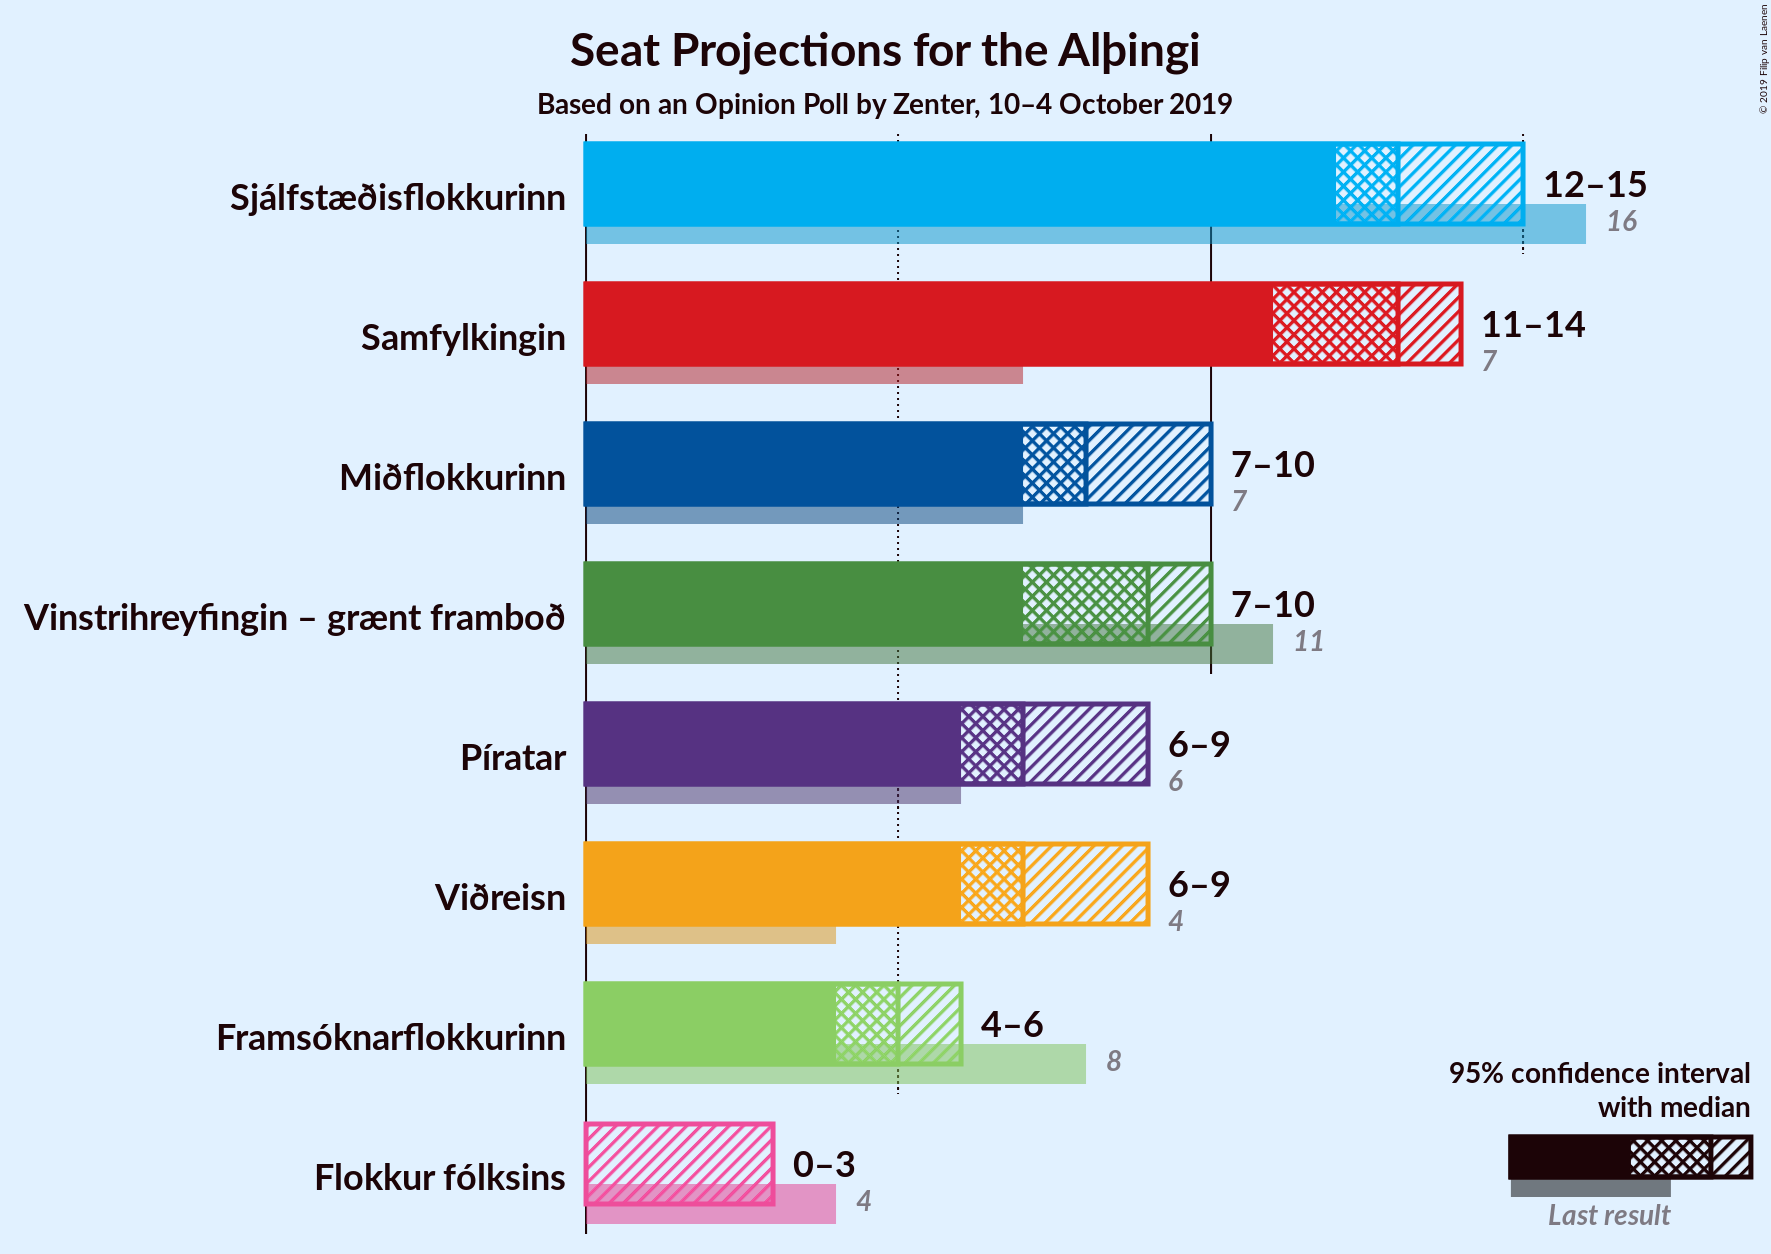 Seat Projections for the Alþingi
Based on an Opinion Poll by Zenter, 10–4 October 2019
© 2019 Filip van Laenen
Sjálfstæðisflokkurinn
12–15
16
Samfylkingin
11–14
7
Miðflokkurinn
7–10
7
Vinstrihreyfingin – grænt framboð
7–10
11
Píratar
6–9
6
Viðreisn
6–9
4
Framsóknarflokkurinn
4–6
8
Flokkur fólksins
0–3
4
95% confidence interval
with median
Last result